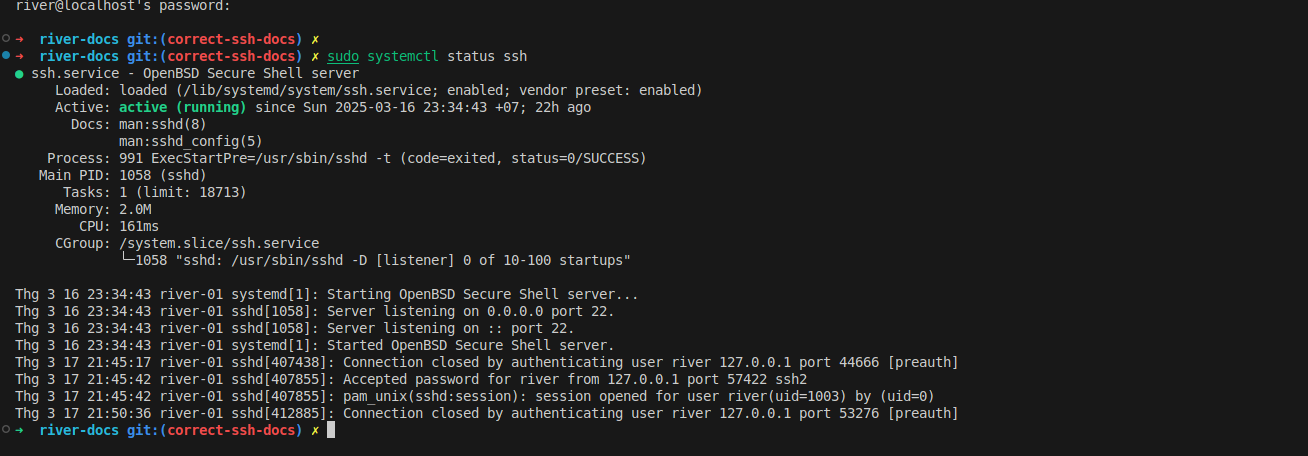 river@localhost's password:
➜  river-docs git:(correct-ssh-docs) ✗
➜  river-docs git:(correct-ssh-docs) ✗ sudo systemctl status ssh
● ssh.service - OpenBSD Secure Shell server
     Loaded: loaded (/lib/systemd/system/ssh.service; enabled; vendor preset: enabled)
     Active: active (running) since Sun 2025-03-16 23:34:43 +07; 22h ago
       Docs: man:sshd(8)
             man:sshd_config(5)
    Process: 991 ExecStartPre=/usr/sbin/sshd -t (code=exited, status=0/SUCCESS)
   Main PID: 1058 (sshd)
      Tasks: 1 (limit: 18713)
     Memory: 2.0M
        CPU: 161ms
     CGroup: /system.slice/ssh.service
             └─1058 "sshd: /usr/sbin/sshd -D [listener] 0 of 10-100 startups"
Thg 3 16 23:34:43 river-01 systemd[1]: Starting OpenBSD Secure Shell server...
Thg 3 16 23:34:43 river-01 sshd[1058]: Server listening on 0.0.0.0 port 22.
Thg 3 16 23:34:43 river-01 sshd[1058]: Server listening on :: port 22.
Thg 3 16 23:34:43 river-01 systemd[1]: Started OpenBSD Secure Shell server.
Thg 3 17 21:45:17 river-01 sshd[407438]: Connection closed by authenticating user river 127.0.0.1 port 44666 [preauth]
Thg 3 17 21:45:42 river-01 sshd[407855]: Accepted password for river from 127.0.0.1 port 57422 ssh2
Thg 3 17 21:45:42 river-01 sshd[407855]: pam_unix(sshd:session): session opened for user river(uid=1003) by (uid=0)
Thg 3 17 21:50:36 river-01 sshd[412885]: Connection closed by authenticating user river 127.0.0.1 port 53276 [preauth]
➜  river-docs git:(correct-ssh-docs) ✗